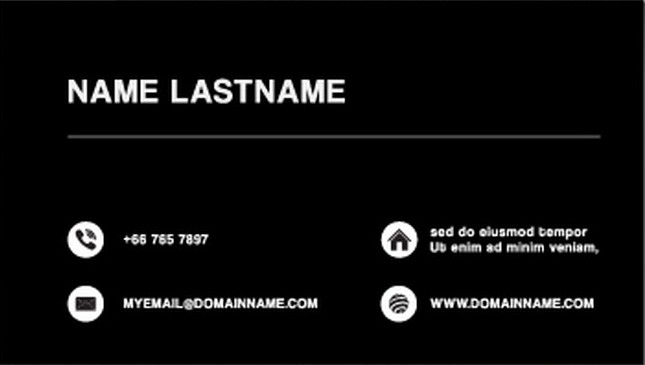 NAME LASTNAME
+66 765 7897
sed do eiusmod tempor
Ut enim ad minim veniam,
MYEMAIL@DOMAINNAME.COM
WWW.DOMAINNAME.COM